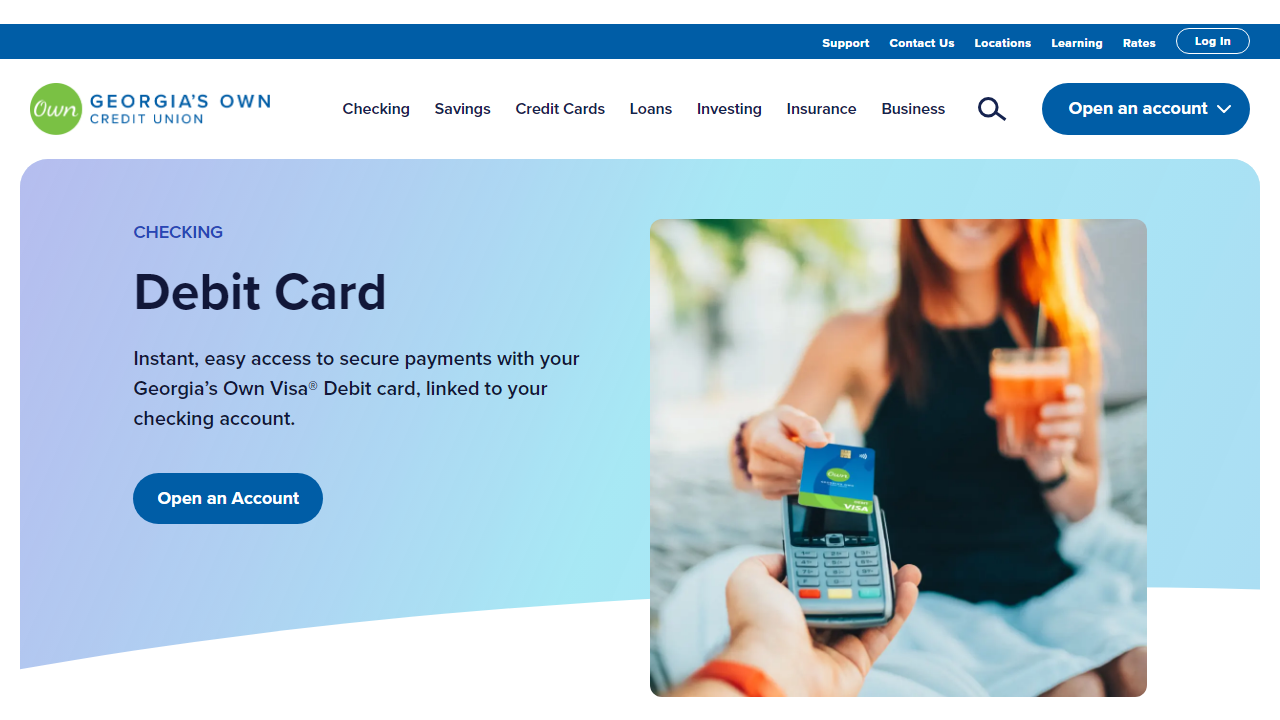 Support Contact Us Locations Learning Rates Log In
Own GEORGIA'S OWN
CREDIT UNION
Checking Savings Credit Cards Loans Investing Insurance Business Open an account
CHECKING
Debit Card
Instant, easy access to secure payments with your
Georgia's Own Visa® Debit card, linked to your
checking account.
Open an Account
Own
DEBIT
VISA